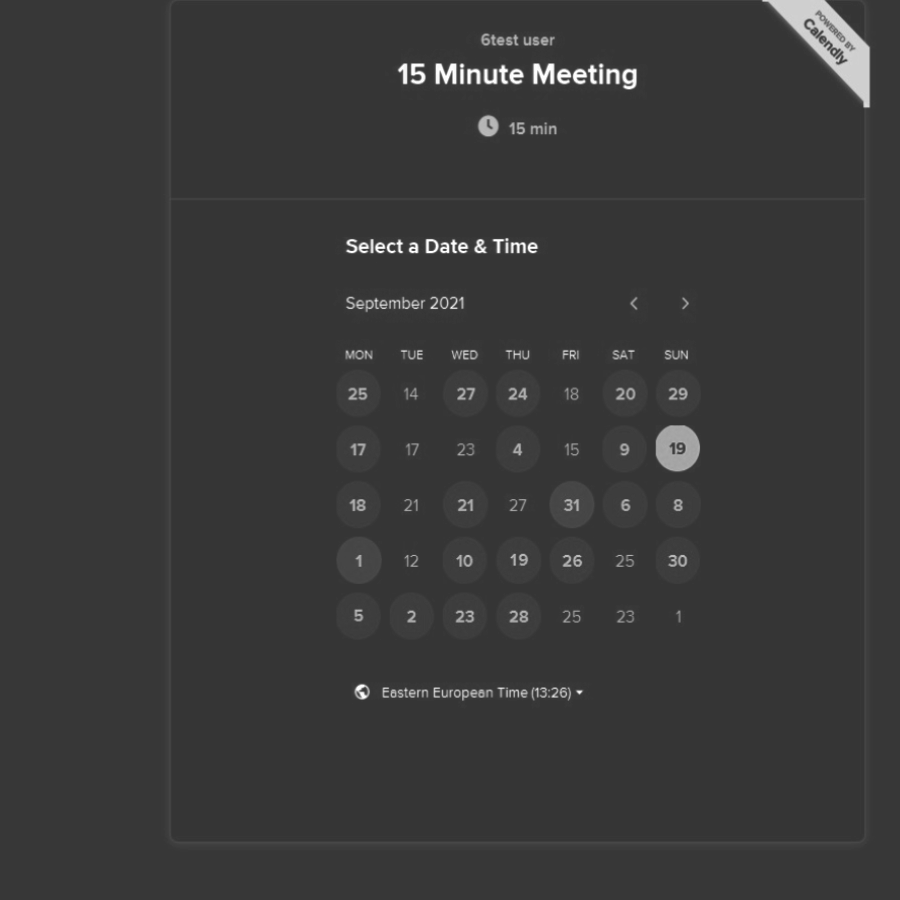 POWERED BY
Calendly
6test user
15 Minute Meeting
15 min
Select a Date & Time
September 2021
MON TUE WED THU FRI SAT SUN
25 14 27 24 18 20 29
17 17 23 4 15 9 19
18 21 21 27 31 6 8
1 12 10 19 26 25 30
5 2 23 28 25 23 1
Eastern European Time (13:26)